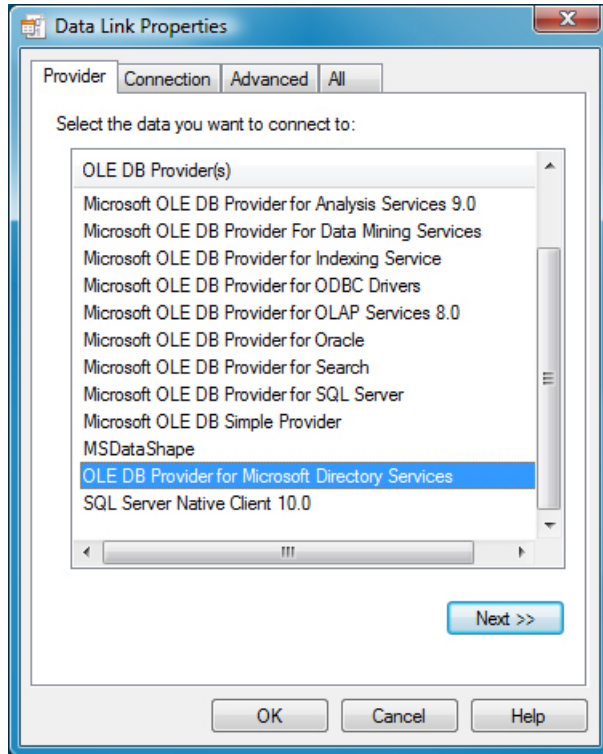 Data Link Properties
Provider Connection Advanced All
Select the data you want to connect to:
OLE DB Provider(s)
Microsoft OLE DB Provider for Analysis Services 9.0
Microsoft OLE DB Provider For Data Mining Services
Microsoft OLE DB Provider for Indexing Service
Microsoft OLE DB Provider for ODBC Drivers
Microsoft OLE DB Provider for OLAP Services 8.0
Microsoft OLE DB Provider for Oracle
Microsoft OLE DB Provider for Search
Microsoft OLE DB Provider for SQL Server
Microsoft OLE DB Simple Provider
MSDataShape
OLE DB Provider for Microsoft Directory Services
SQL Server Native Client 10.0
Next >>
OK Cancel Help